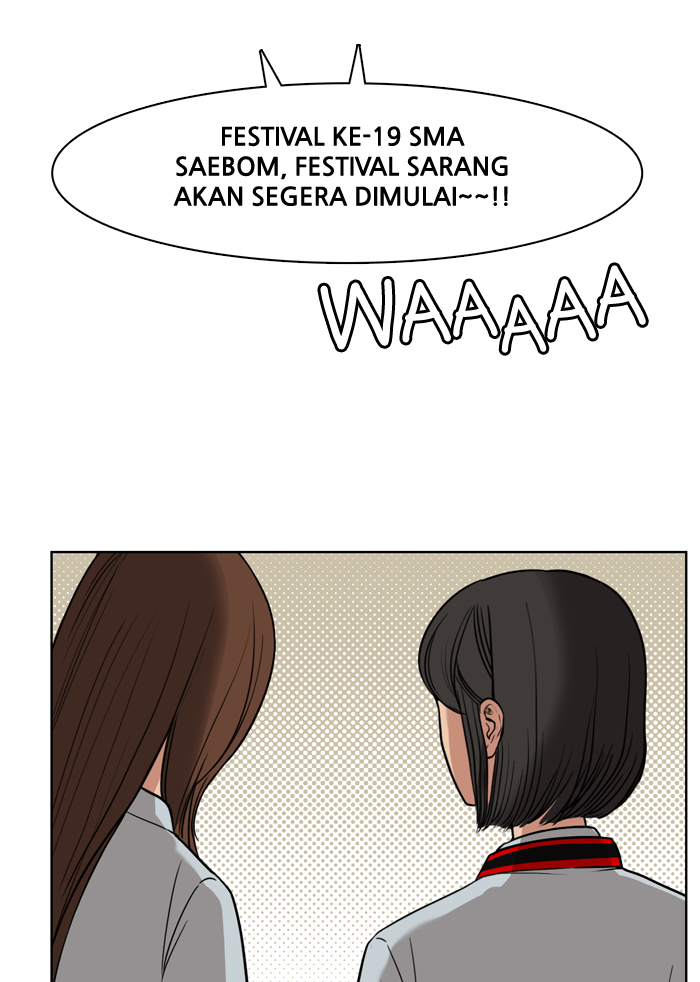 FESTIVAL KE-19 SMA
SAEBOM, FESTIVAL SARANG
AKAN SEGERA DIMULAI~~!!
WAAAAA